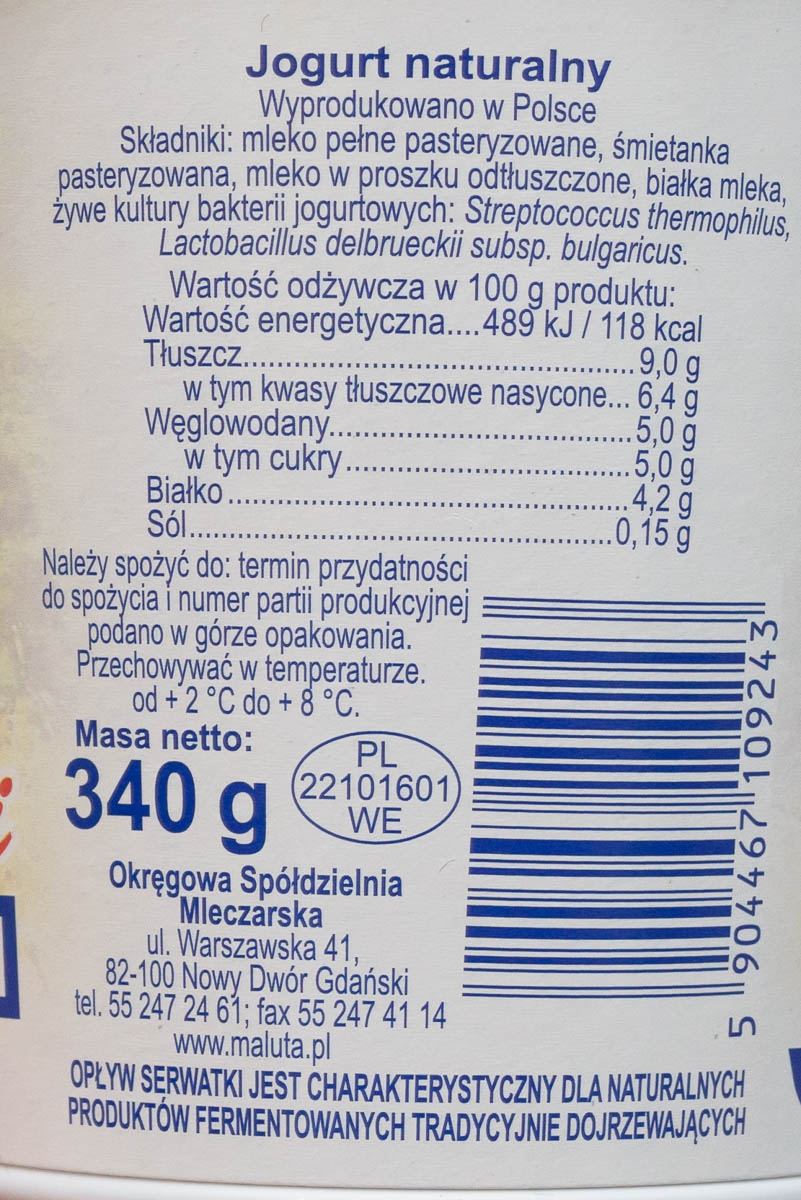 Jogurt naturalny
Wyprodukowano w Polsce
Składniki: mleko pełne pasteryzowane, śmietanka
pasteryzowana, mleko w proszku odtłuszczone, białka mleka,
żywe kultury bakterii jogurtowych: Streptococcus thermophilus,
Lactobacillus delbrueckii subsp. bulgaricus.
Wartość odżywcza w 100 g produktu:
Wartość energetyczna....489 kJ / 118 kcal
Tłuszcz.......................................... 9,0 g
w tym kwasy tłuszczowe nasycone... 6,4 g
Węglowodany.................................5,0 g
w tym cukry...............................5,0 g
Białko...........................................4,2 g
Sól.............................................0,15 g
Należy spożyć do: termin przydatności
do spożycia i numer partii produkcyjnej
podano w górze opakowania.
Przechowywać w temperaturze.
od + 2 °C do + 8 °C.
Masa netto:
340 g
PL
22101601
WE
Okręgowa Spółdzielnia
Mleczarska
ul. Warszawska 41,
82-100 Nowy Dwór Gdański
tel. 55 247 24 61; fax 55 247 41 14
www.maluta.pl
5 904467 109243
OPŁYW SERWATKI JEST CHARAKTERYSTYCZNY DLA NATURALNYCH
PRODUKTÓW FERMENTOWANYCH TRADYCYJNIE DOJRZEWAJĄCYCH